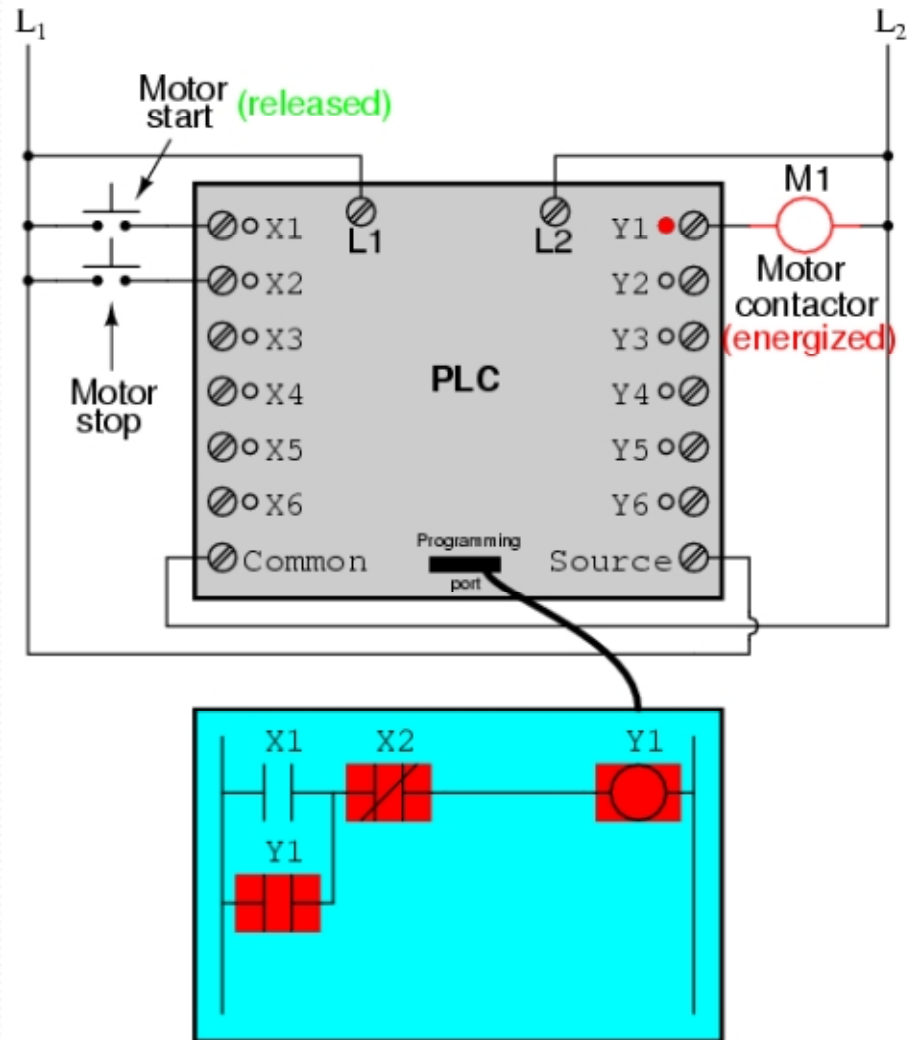 L1
L2
Motor
start (released)
M1
L1
L2
X1
Y1
X2
Y2
Motor
contactor
(energized)
X3
Y3
Motor
stop
PLC
X4
Y4
X5
Y5
X6
Y6
Common
Programming
port
Source
X1
X2
Y1
Y1